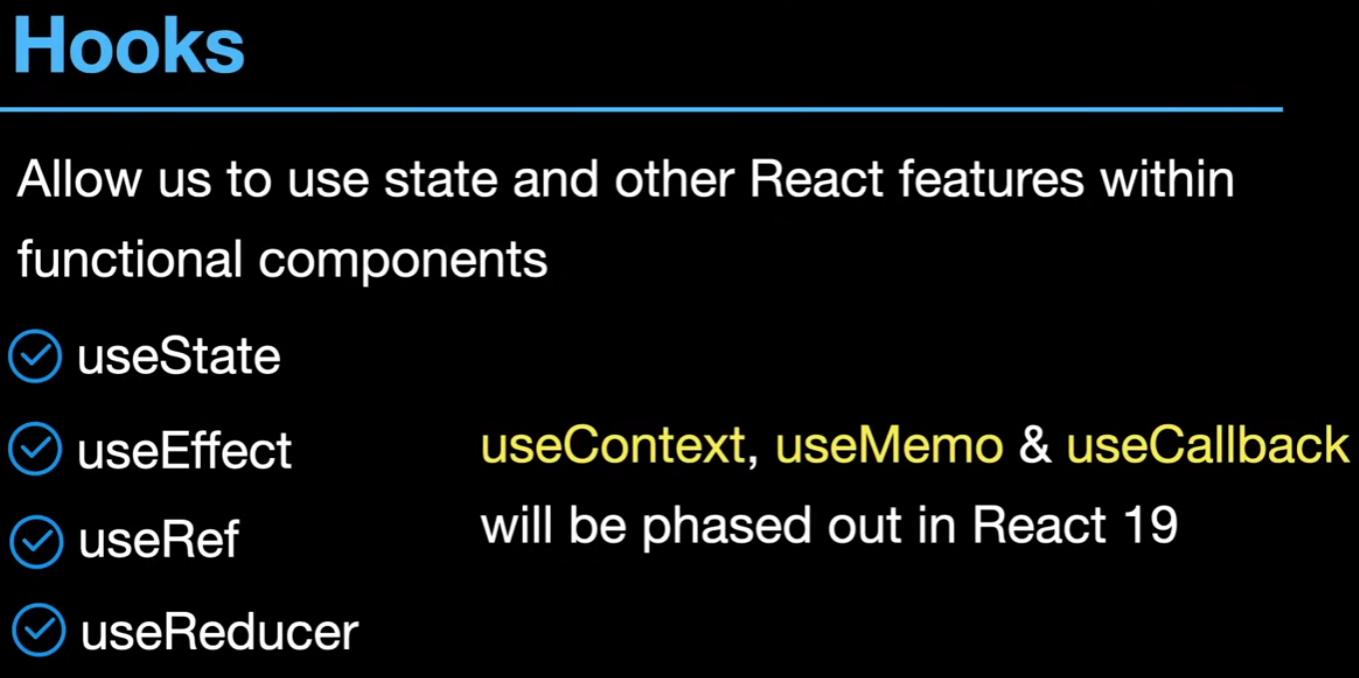 Hooks
Allow us to use state and other React features within
functional components
useState
useEffect
useRef
useReducer
useContext, useMemo & useCallback
will be phased out in React 19